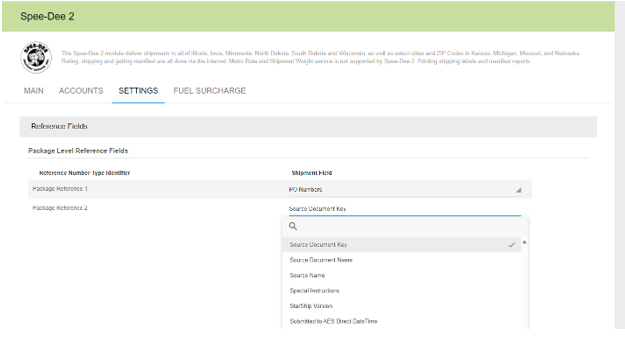 Spee-Dee 2
SPEE-DEE
The Spee-Dee 2 module deliver shipments to all of Illinois, Iowa, Minnesota, North Dakota, South Dakota and Wisconsin, as well as select cities and ZIP Codes in Kansas, Michigan, Missouri, and Nebraska
Rating, shipping and getting manifest are all done via the internet. Metro Rate and Shipment Weight service is not supported by Spee-Dee 2. Printing shipping labels and manifest reports.
MAIN ACCOUNTS SETTINGS FUEL SURCHARGE
Reference Fields
Package Level Reference Fields
Reference Number Type Identifier Shipment Field
Package Reference 1 PO Numbers
Package Reference 2 Source Document Key
Source Document Key
Source Document Name
Source Name
Special Instructions
StarShip Version
Submitted to AES Direct DateTime